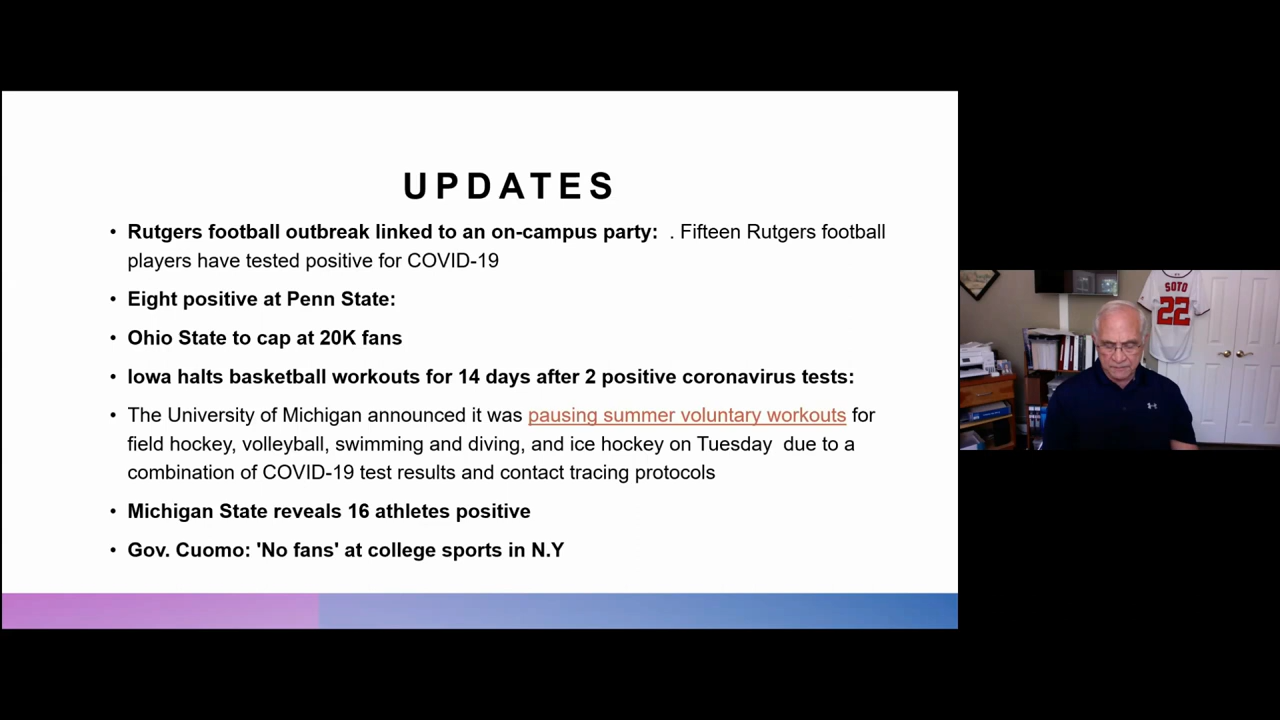 UPDATES
• Rutgers football outbreak linked to an on-campus party:  . Fifteen Rutgers football
players have tested positive for COVID-19
• Eight positive at Penn State:
• Ohio State to cap at 20K fans
• Iowa halts basketball workouts for 14 days after 2 positive coronavirus tests:
• The University of Michigan announced it was pausing summer voluntary workouts for
field hockey, volleyball, swimming and diving, and ice hockey on Tuesday  due to a
combination of COVID-19 test results and contact tracing protocols
• Michigan State reveals 16 athletes positive
• Gov. Cuomo: 'No fans' at college sports in N.Y
SOTO
22